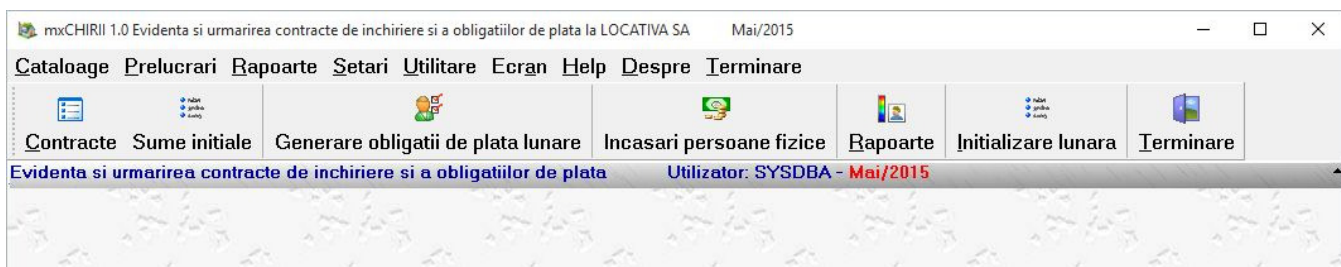 mxCHIRII 1.0 Evidenta si urmarirea contracte de inchiriere si a obligatiilor de plata la LOCATIVA SA Mai/2015
Cataloage Prelucrari Rapoarte Setari Utilitare Ecran Help Despre Terminare
Contracte Sume initiale Generare obligatii de plata lunare Incasari persoane fizice Rapoarte Initializare lunara Terminare
Evidenta si urmarirea contracte de inchiriere si a obligatiilor de plata Utilizator: SYSDBA - Mai/2015